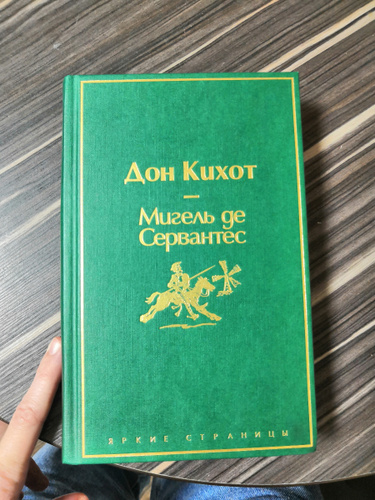 Дон Кихот
—
Мигель де
Сервантес
ЯРКИЕ СТРАНИЦЫ